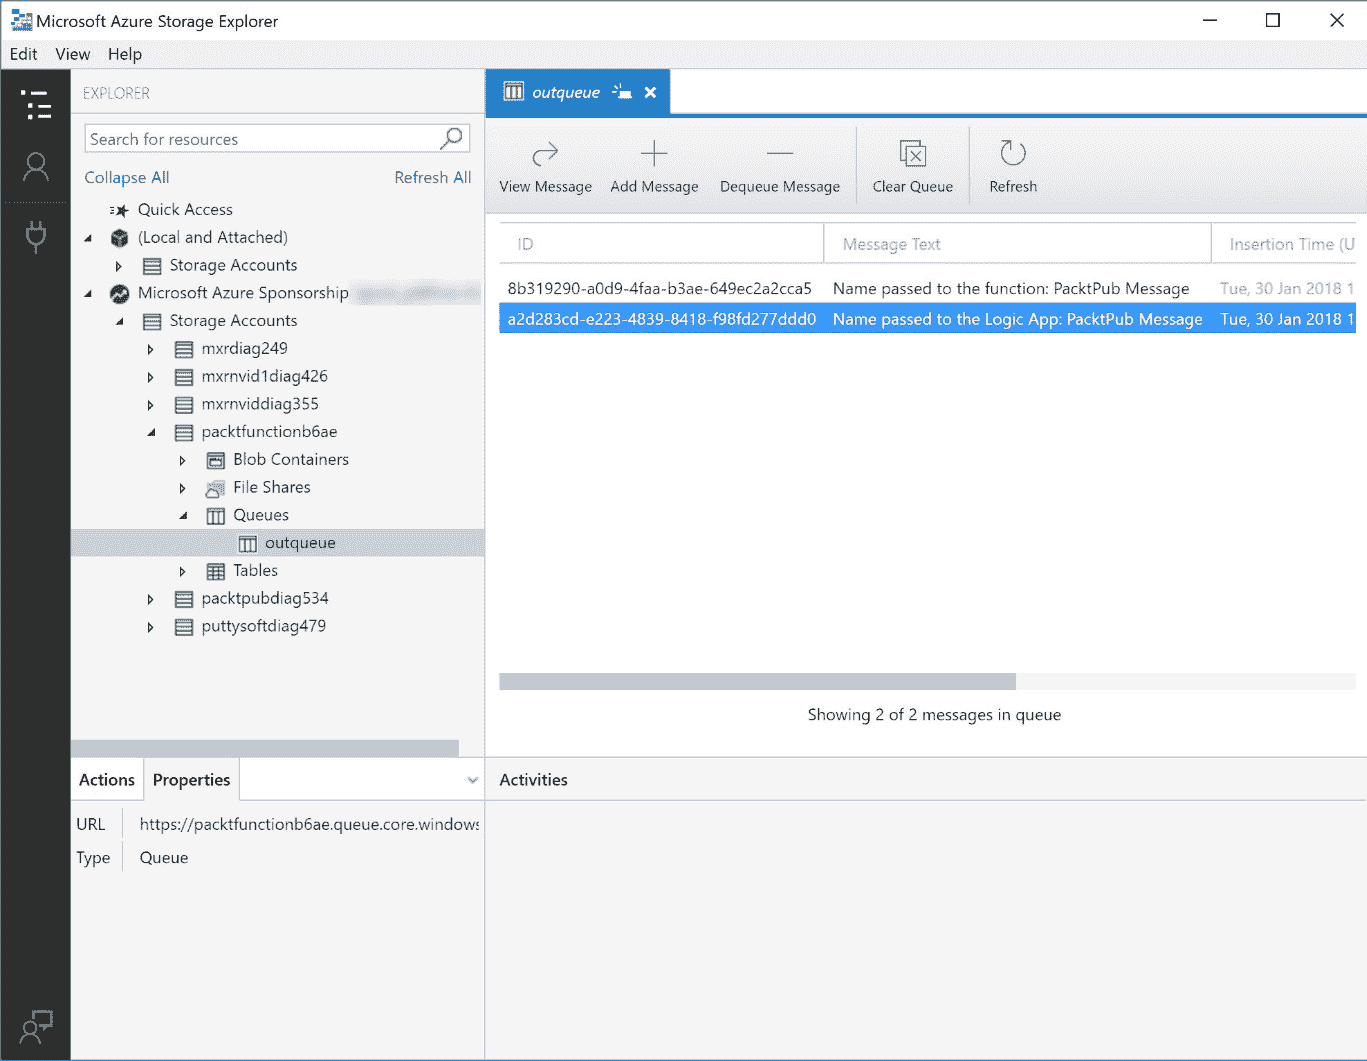 Microsoft Azure Storage Explorer
Edit View Help
EXPLORER
Search for resources
Collapse All Refresh All
Quick Access
(Local and Attached)
Storage Accounts
Microsoft Azure Sponsorship
Storage Accounts
mxrdiag249
mxrnvid1diag426
mxrnviddiag355
packtfunctionb6ae
Blob Containers
File Shares
Queues
outqueue
Tables
packtpubdiag534
puttysoftdiag479
Actions Properties
URL https://packtfunctionb6ae.queue.core.windows
Type Queue
outqueue
View Message Add Message Dequeue Message Clear Queue Refresh
ID Message Text Insertion Time (U
8b319290-a0d9-4faa-b3ae-649ec2a2cca5 Name passed to the function: PacktPub Message Tue, 30 Jan 2018 1
a2d283cd-e223-4839-8418-f98fd277ddd0 Name passed to the Logic App: PacktPub Message Tue, 30 Jan 2018 1
Showing 2 of 2 messages in queue
Activities